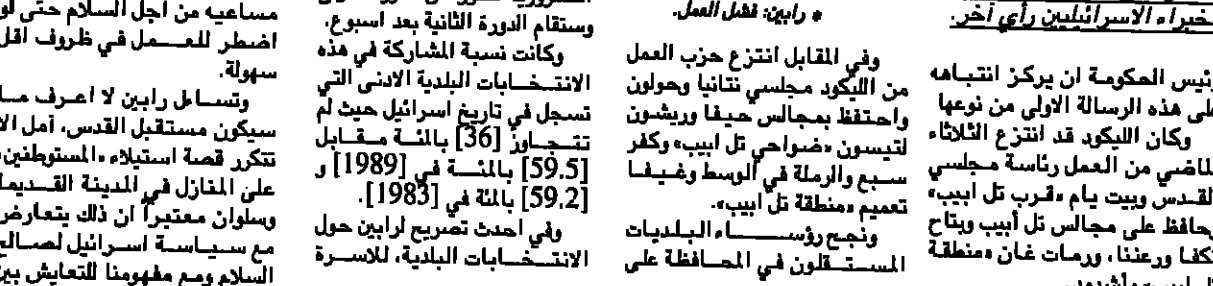 خبراء الاسرائيليين رأي آخر.
رئيس الحكومة ان يركز انتباهه
على هذه الرسالة الاولى من نوعها
وكان الليكود قد انتزع الثلاثاء
الماضي من العمل رئاسة مجلسي
القدس وبيت يام «قرب تل ابيب»
وحافظ على مجالس تل أبيب وبتاح
تكفا ورعننا، ورمات غان «منطقة
تل ابيب» وأشدود.
* رابين: فشل العمل.
وفي المقابل انتزع حزب العمل
من الليكود مجلسي نتانيا وحولون
واحتفظ بمجالس حيفا وريشون
لتيسون «ضواحي تل ابيب» وكفر
سبع والرملة في الوسط وغيفا
تعميم «منطقة تل ابيب».
ونجح رؤساء البلديات
المستقلون في المحافظة على
وستقام الدورة الثانية بعد اسبوع.
وكانت نسبة المشاركة في هذه
الانتخابات البلدية الادنى التي
تسجل في تاريخ اسرائيل حيث لم
تتجاوز [36] بالمئة مقابل
[59.5] بالمئة في [1989] و
[59.2] بالمئة في [1983].
وفي احدث تصريح لرابين حول
الانتخابات البلدية، للاسرة
مساعيه من اجل السلام حتى لو
اضطر للعمل في ظروف اقل
سهولة.
وتساءل رابين لا اعرف ما
سيكون مستقبل القدس، آمل الا
تتكرر قصة استيلاء «المستوطنين»
على المنازل في المدينة القديمة
وسلوان معتبراً ان ذلك يتعارض
مع سياسة اسرائيل لصالح
السلام ومع مفهومنا للتعايش بين